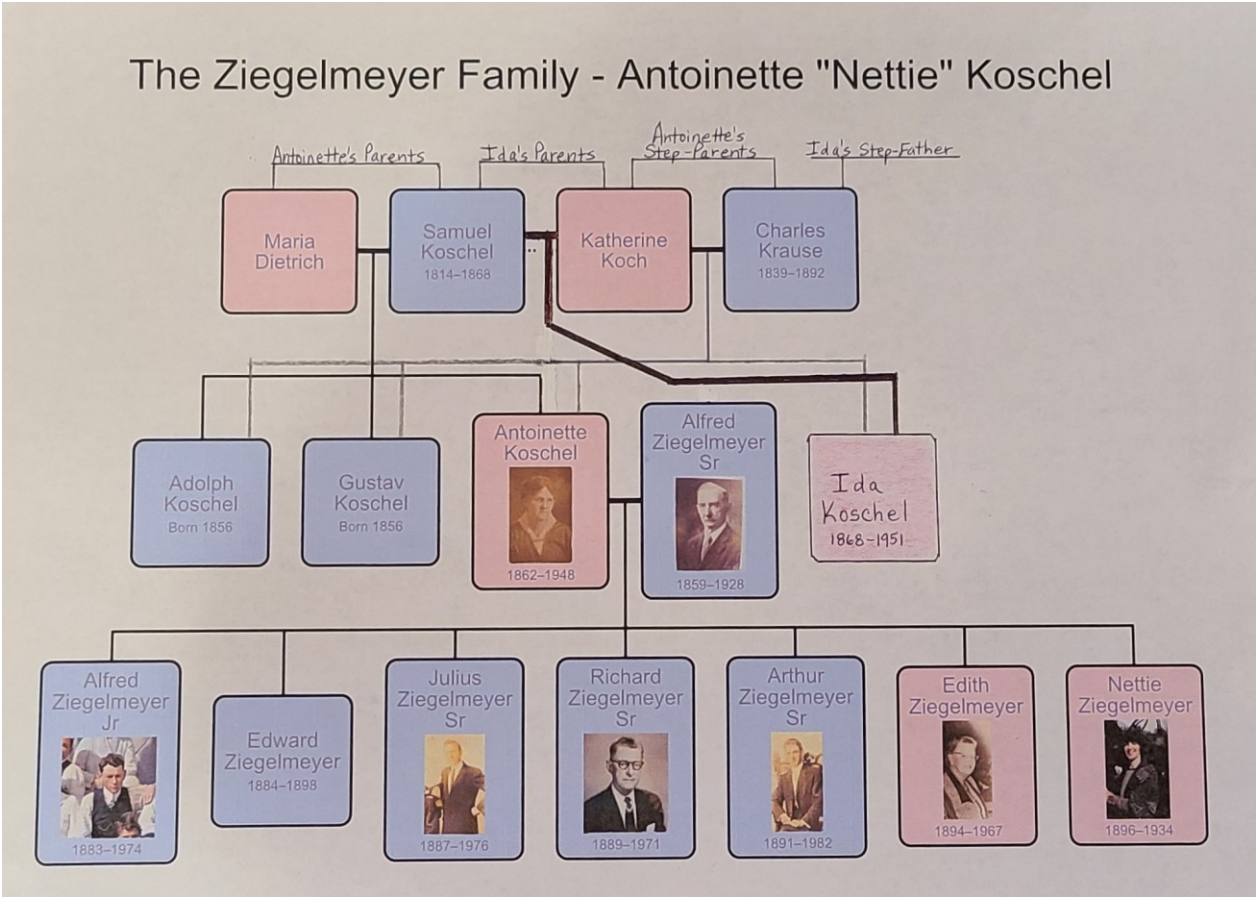 The Ziegelmeyer Family - Antoinette "Nettie" Koschel
Antoinette's Parents
Ida's Parents
Antoinette's
Step-Parents
Ida's Step-Father
Maria
Dietrich
Samuel
Koschel
1814–1868
Katherine
Koch
Charles
Krause
1839–1892
Adolph
Koschel
Born 1856
Gustav
Koschel
Born 1856
Antoinette
Koschel
1862–1948
Alfred
Ziegelmeyer
Sr
1859–1928
Ida
Koschel
1868-1951
Alfred
Ziegelmeyer
Jr
1883–1974
Edward
Ziegelmeyer
1884–1898
Julius
Ziegelmeyer
Sr
1887–1976
Richard
Ziegelmeyer
Sr
1889–1971
Arthur
Ziegelmeyer
Sr
1891–1982
Edith
Ziegelmeyer
1894–1967
Nettie
Ziegelmeyer
1896–1934